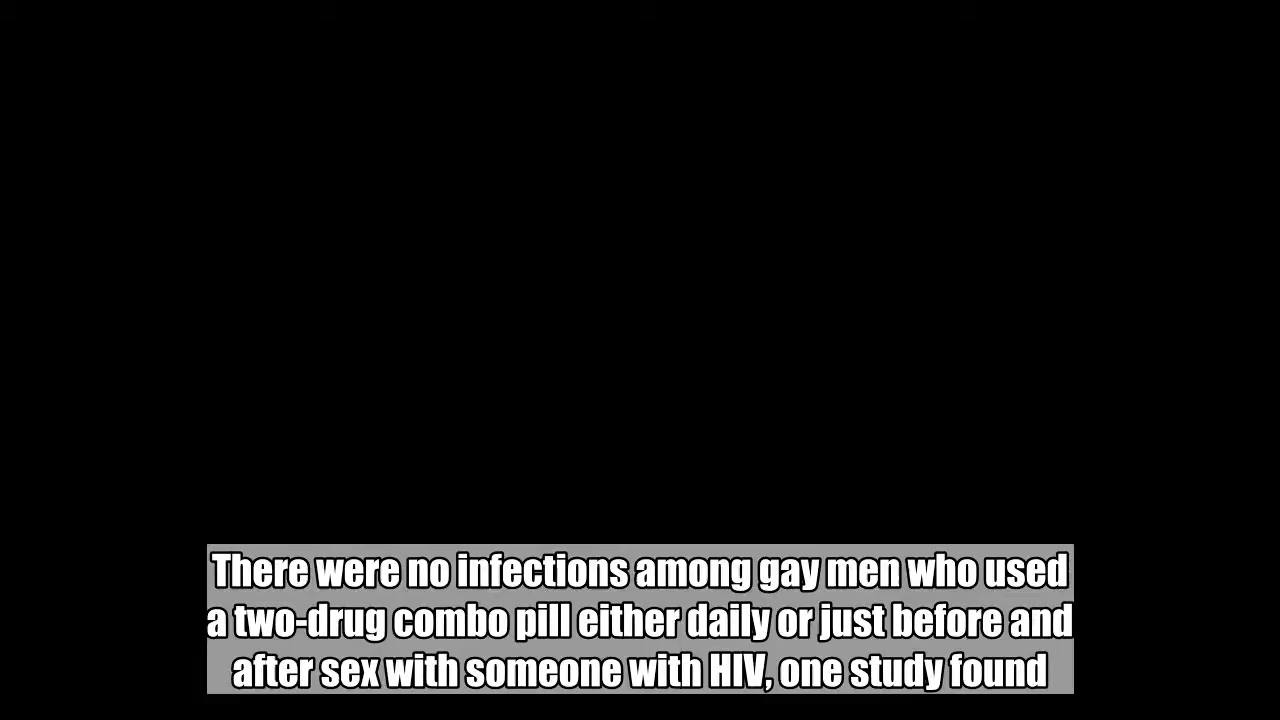 There were no infections among gay men who used
a two-drug combo pill either daily or just before and
after sex with someone with HIV, one study found